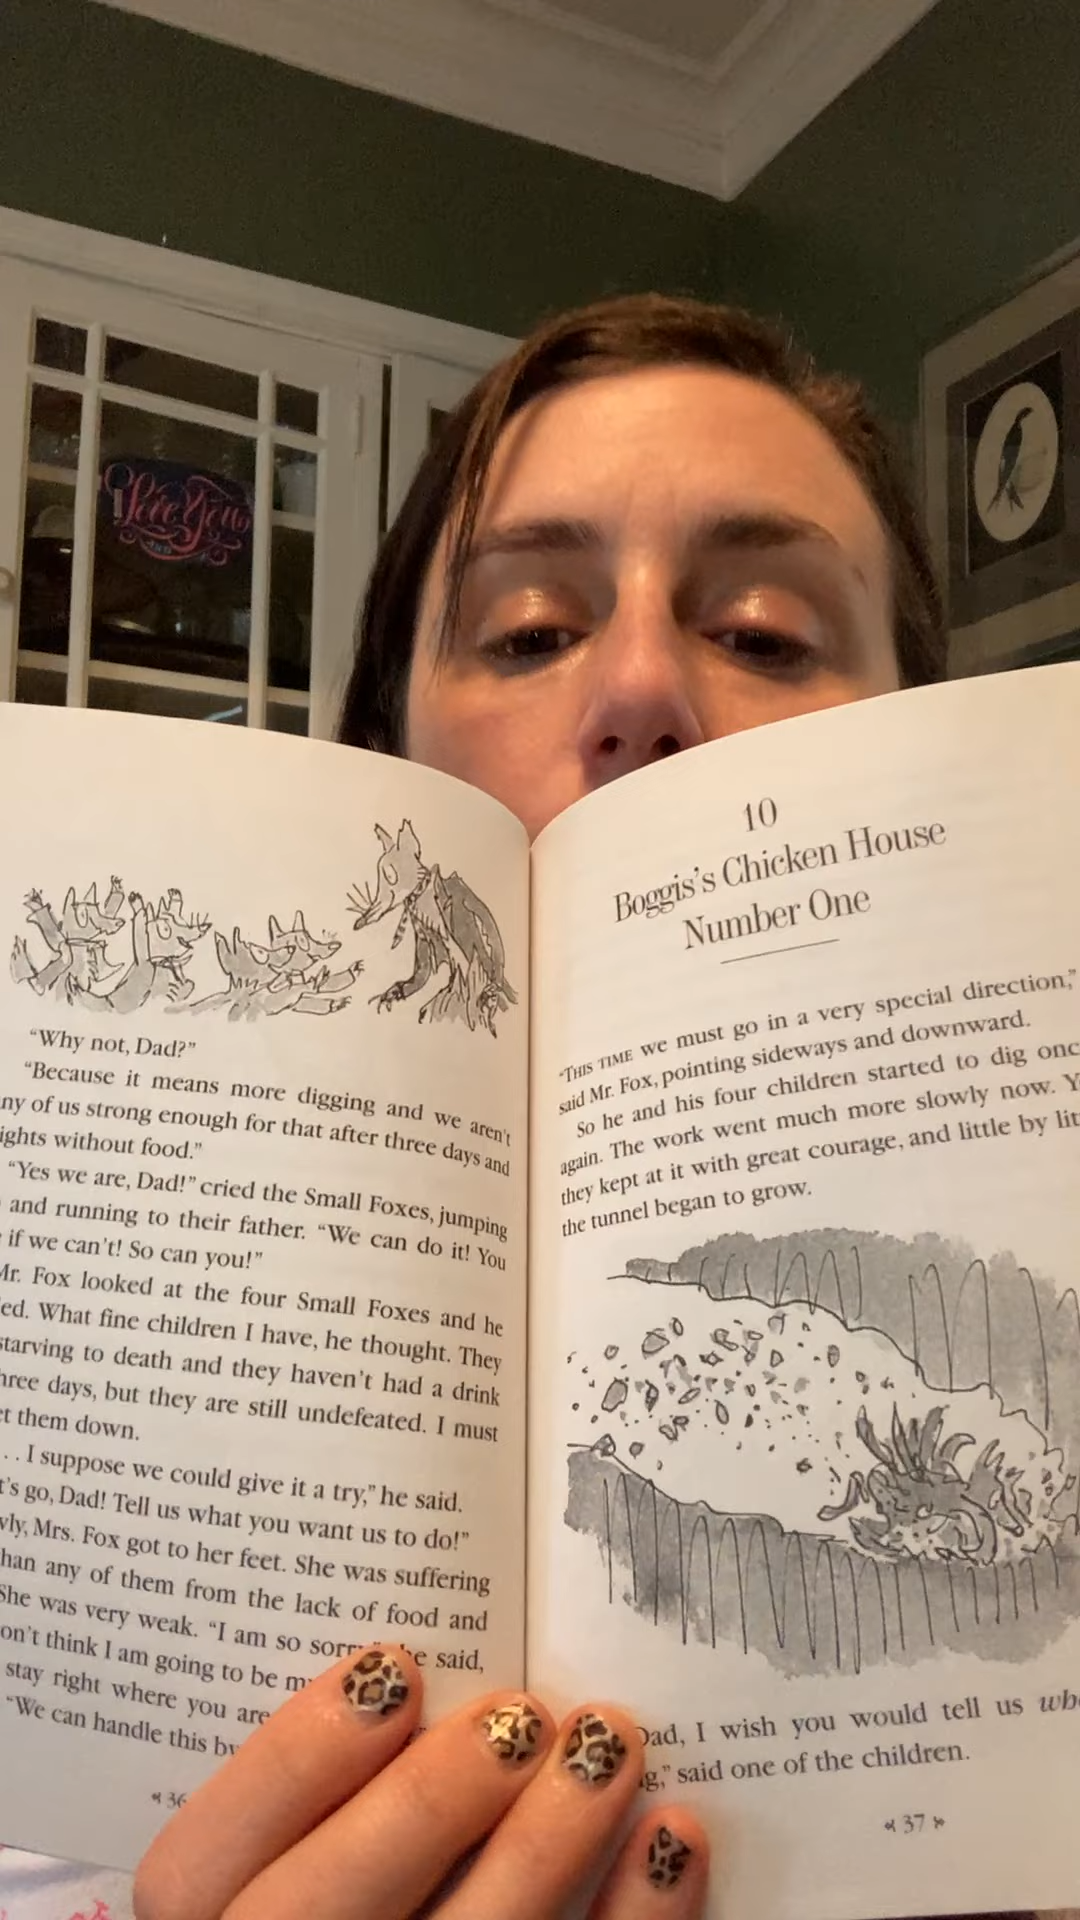 Love You
AND
"Why not, Dad?"
"Because it means more digging and we aren't
ny of us strong enough for that after three days and
ights without food."
"Yes we are, Dad!" cried the Small Foxes, jumping
and running to their father. "We can do it! You
if we can't! So can you!"
Mr. Fox looked at the four Small Foxes and he
ed. What fine children I have, he thought. They
starving to death and they haven't had a drink
hree days, but they are still undefeated. I must
et them down.
. . I suppose we could give it a try," he said.
t's go, Dad! Tell us what you want us to do!"
wly, Mrs. Fox got to her feet. She was suffering
han any of them from the lack of food and
She was very weak. "I am so sorry," he said,
on't think I am going to be m
stay right where you are
"We can handle this by
36
10
Boggis's Chicken House
Number One
"THIS TIME we must go in a very special direction,"
said Mr. Fox, pointing sideways and downward.
So he and his four children started to dig onc
again. The work went much more slowly now. Y
they kept at it with great courage, and little by lit
the tunnel began to grow.
Dad, I wish you would tell us wh
g," said one of the children.
37